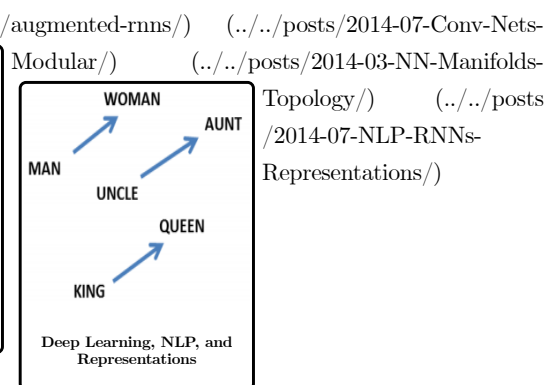 /augmented-rnns/) (../../posts/2014-07-Conv-Nets-
Modular/) (../../posts/2014-03-NN-Manifolds-
Topology/) (../../posts
/2014-07-NLP-RNNs-
Representations/)
WOMAN
AUNT
MAN
UNCLE
QUEEN
KING
Deep Learning, NLP, and
Representations